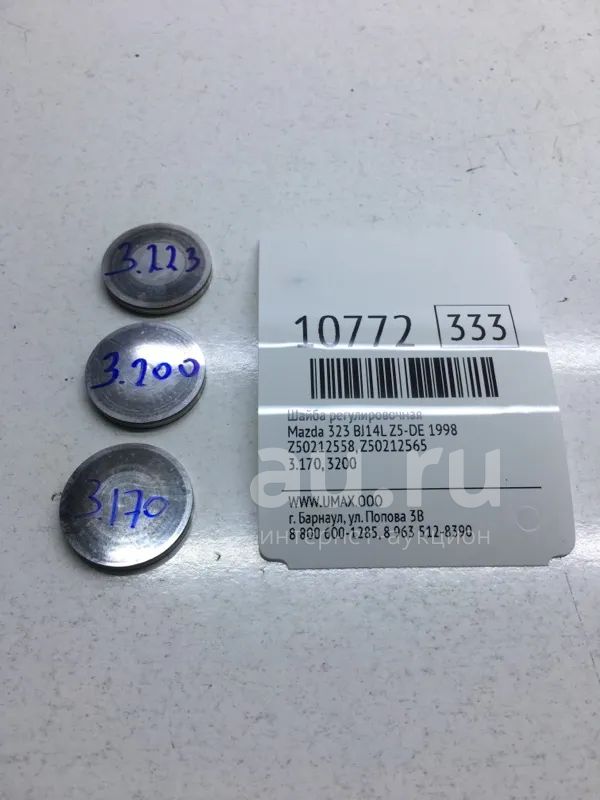 3.223
3.200
3.170
10772 333
Шайба регулировочная
Mazda 323 BJ14L Z5-DE 1998
Z50212558, Z50212565
3.170, 3200
WWW.UMAX.OOO
г. Барнаул, ул. Попова 3В
8 800 600-1285, 8 963 512-8390
au.ru
интернет-аукцион